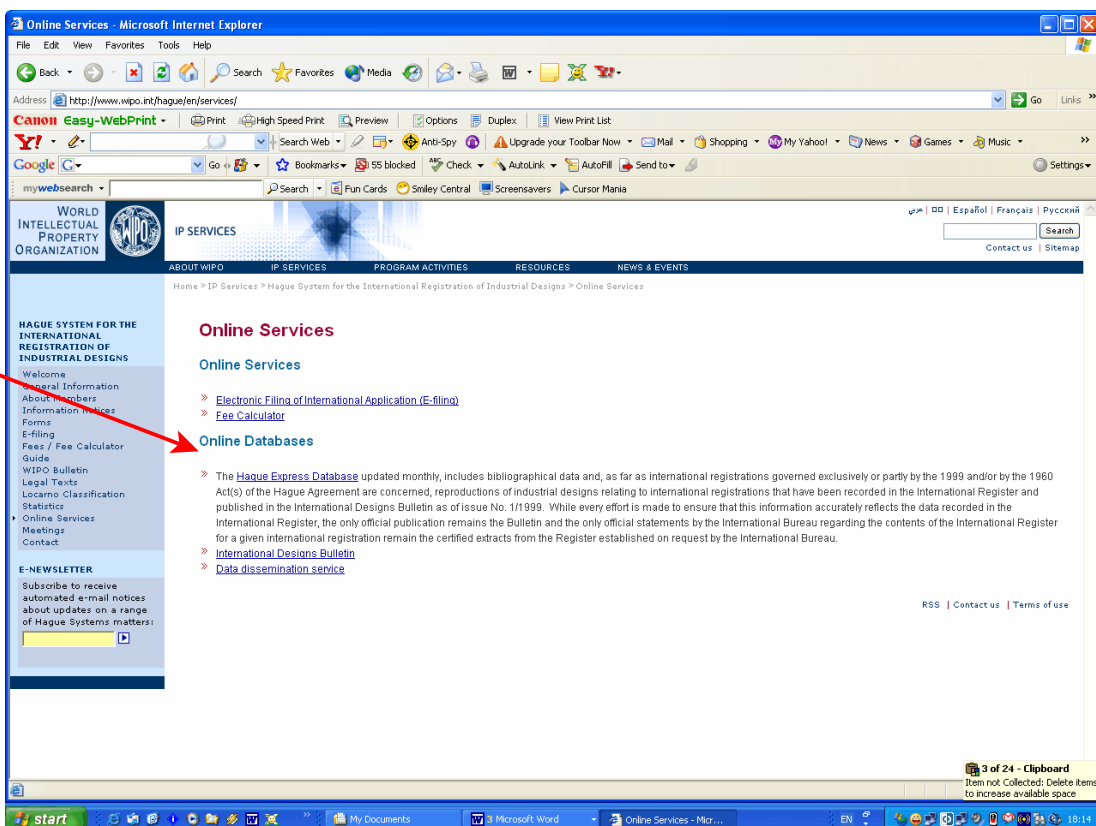 Online Services - Microsoft Internet Explorer
File Edit View Favorites Tools Help
Back Search Favorites Media
Address http://www.wipo.int/hague/en/services/ Go Links »
Canon Easy-WebPrint Print High Speed Print Preview Options Duplex View Print List
Y! Search Web Anti-Spy Upgrade your Toolbar Now Mail Shopping My Yahoo! News Games Music »
Google G Go Bookmarks 55 blocked Check AutoLink AutoFill Send to Settings
mywebsearch Search Fun Cards Smiley Central Screensavers Cursor Mania
WORLD
INTELLECTUAL
PROPERTY
ORGANIZATION
WIPO
IP SERVICES
عربي | Español | Français | Русский
Search
Contact us | Sitemap
ABOUT WIPO IP SERVICES PROGRAM ACTIVITIES RESOURCES NEWS & EVENTS
Home > IP Services > Hague System for the International Registration of Industrial Designs > Online Services
HAGUE SYSTEM FOR THE
INTERNATIONAL
REGISTRATION OF
INDUSTRIAL DESIGNS
Welcome
General Information
About Members
Information Notices
Forms
E-filing
Fees / Fee Calculator
Guide
WIPO Bulletin
Legal Texts
Locarno Classification
Statistics
Online Services
Meetings
Contact
E-NEWSLETTER
Subscribe to receive
automated e-mail notices
about updates on a range
of Hague Systems matters:
Online Services
Online Services
» Electronic Filing of International Application (E-filing)
» Fee Calculator
Online Databases
» The Hague Express Database updated monthly, includes bibliographical data and, as far as international registrations governed exclusively or partly by the 1999 and/or by the 1960
Act(s) of the Hague Agreement are concerned, reproductions of industrial designs relating to international registrations that have been recorded in the International Register and
published in the International Designs Bulletin as of issue No. 1/1999. While every effort is made to ensure that this information accurately reflects the data recorded in the
International Register, the only official publication remains the Bulletin and the only official statements by the International Bureau regarding the contents of the International Register
for a given international registration remain the certified extracts from the Register established on request by the International Bureau.
» International Designs Bulletin
» Data dissemination service
RSS | Contact us | Terms of use
3 of 24 - Clipboard
Item not Collected: Delete items
to increase available space
start » My Documents 3 Microsoft Word Online Services - Micr... EN 18:14